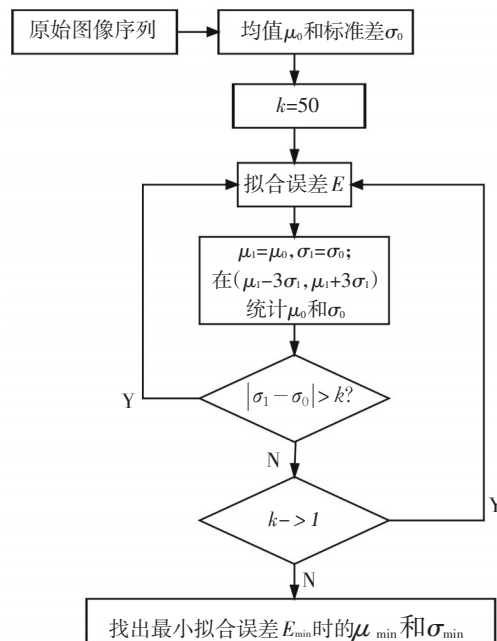 原始图像序列
均值μ₀和标准差σ₀
k=50
拟合误差E
μ₁=μ₀,σ₁=σ₀;
在(μ₁-3σ₁,μ₁+3σ₁)
统计μ₀和σ₀
Y
|σ₁-σ₀|>k?
N
k->1
Y
N
找出最小拟合误差Eₘᵢₙ时的μ ₘᵢₙ和σₘᵢₙ